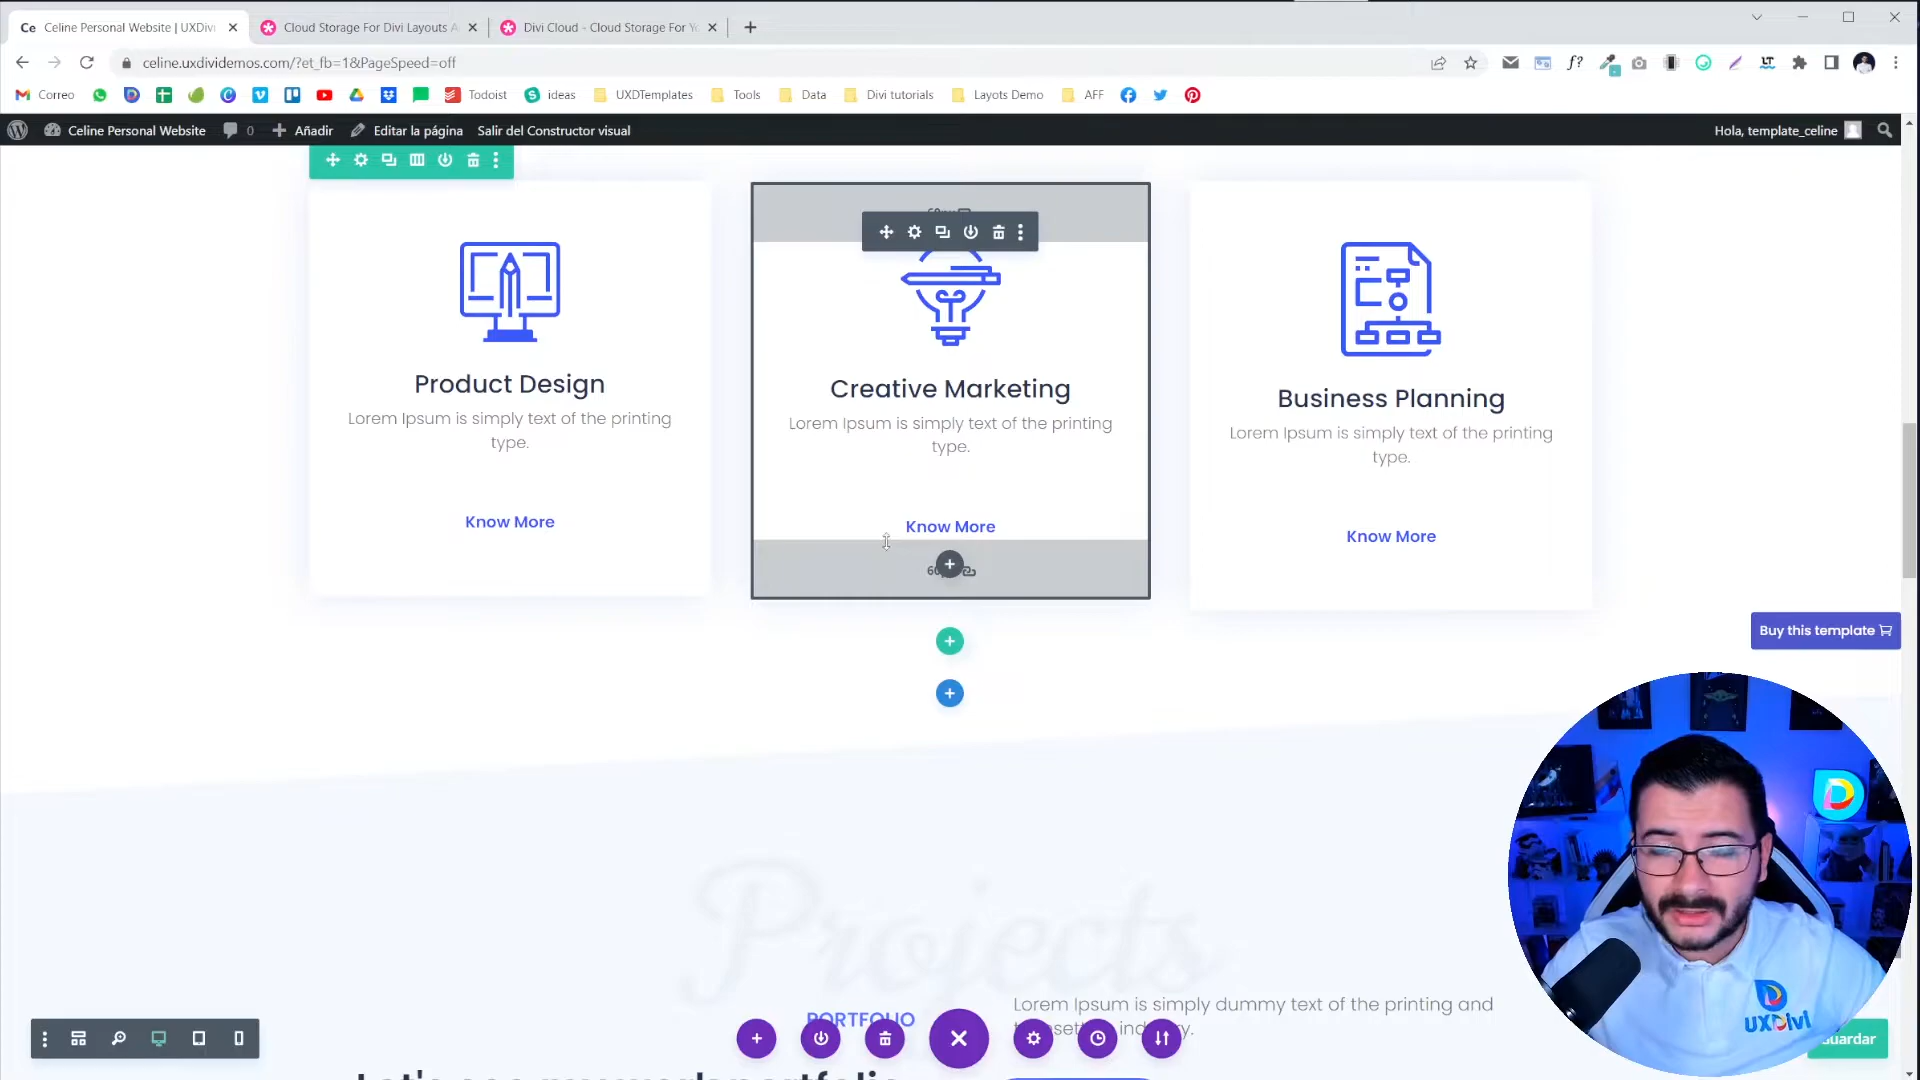 Ce Celine Personal Website | UXDivi
Cloud Storage For Divi Layouts A
Divi Cloud - Cloud Storage For Yo
celine.uxdividemos.com/?et_fb=1&PageSpeed=off
Correo
Todoist
ideas
UXDTemplates
Tools
Data
Divi tutorials
Layots Demo
AFF
Celine Personal Website
0
Añadir
Editar la página
Salir del Constructor visual
Hola, template_celine
Product Design
Lorem Ipsum is simply text of the printing
type.
Know More
Creative Marketing
Lorem Ipsum is simply text of the printing
type.
Know More
Business Planning
Lorem Ipsum is simply text of the printing
type.
Know More
Buy this template
Projects
PORTFOLIO
Lorem Ipsum is simply dummy text of the printing and
UXDivi